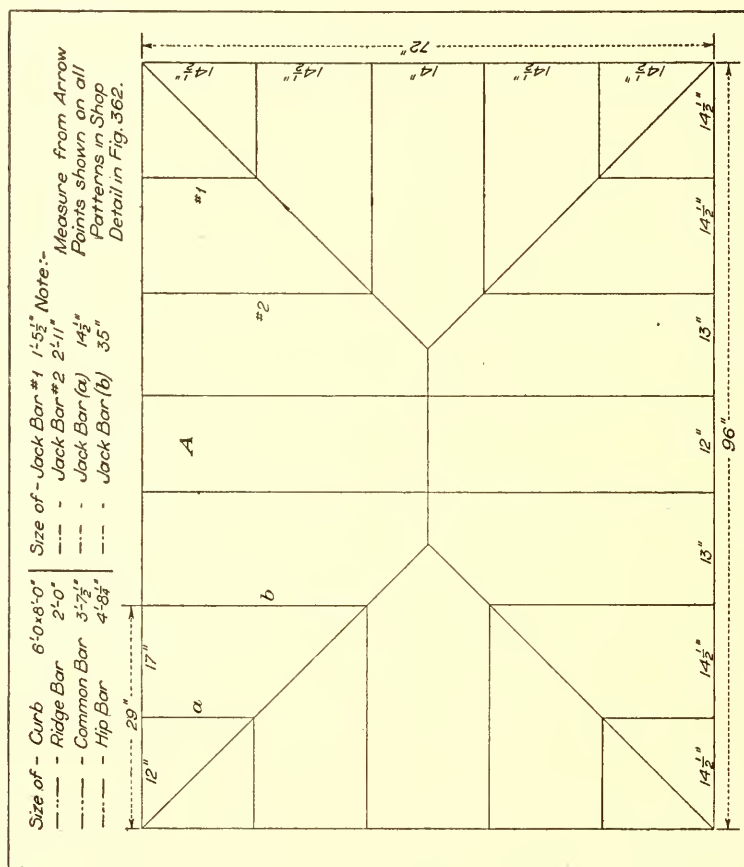 Size of - Curb 6'-0x8'-0"
—··— - Ridge Bar 2'-0"
—··— - Common Bar 3'-7½"
—··— - Hip Bar 4'-8¼"
Size of - Jack Bar #1 1'-5½"
—··— - Jack Bar #2 2'-11"
—··— - Jack Bar (a) 14½"
—··— - Jack Bar (b) 35"
Note:-
Measure from Arrow
Points shown on all
Patterns in Shop
Detail in Fig. 362.
72"
14½"
14½"
14"
14½"
14½"
#1
#2
A
b
a
29"
12"
17"
14½"
14½"
13"
12"
13"
14½"
14½"
96"